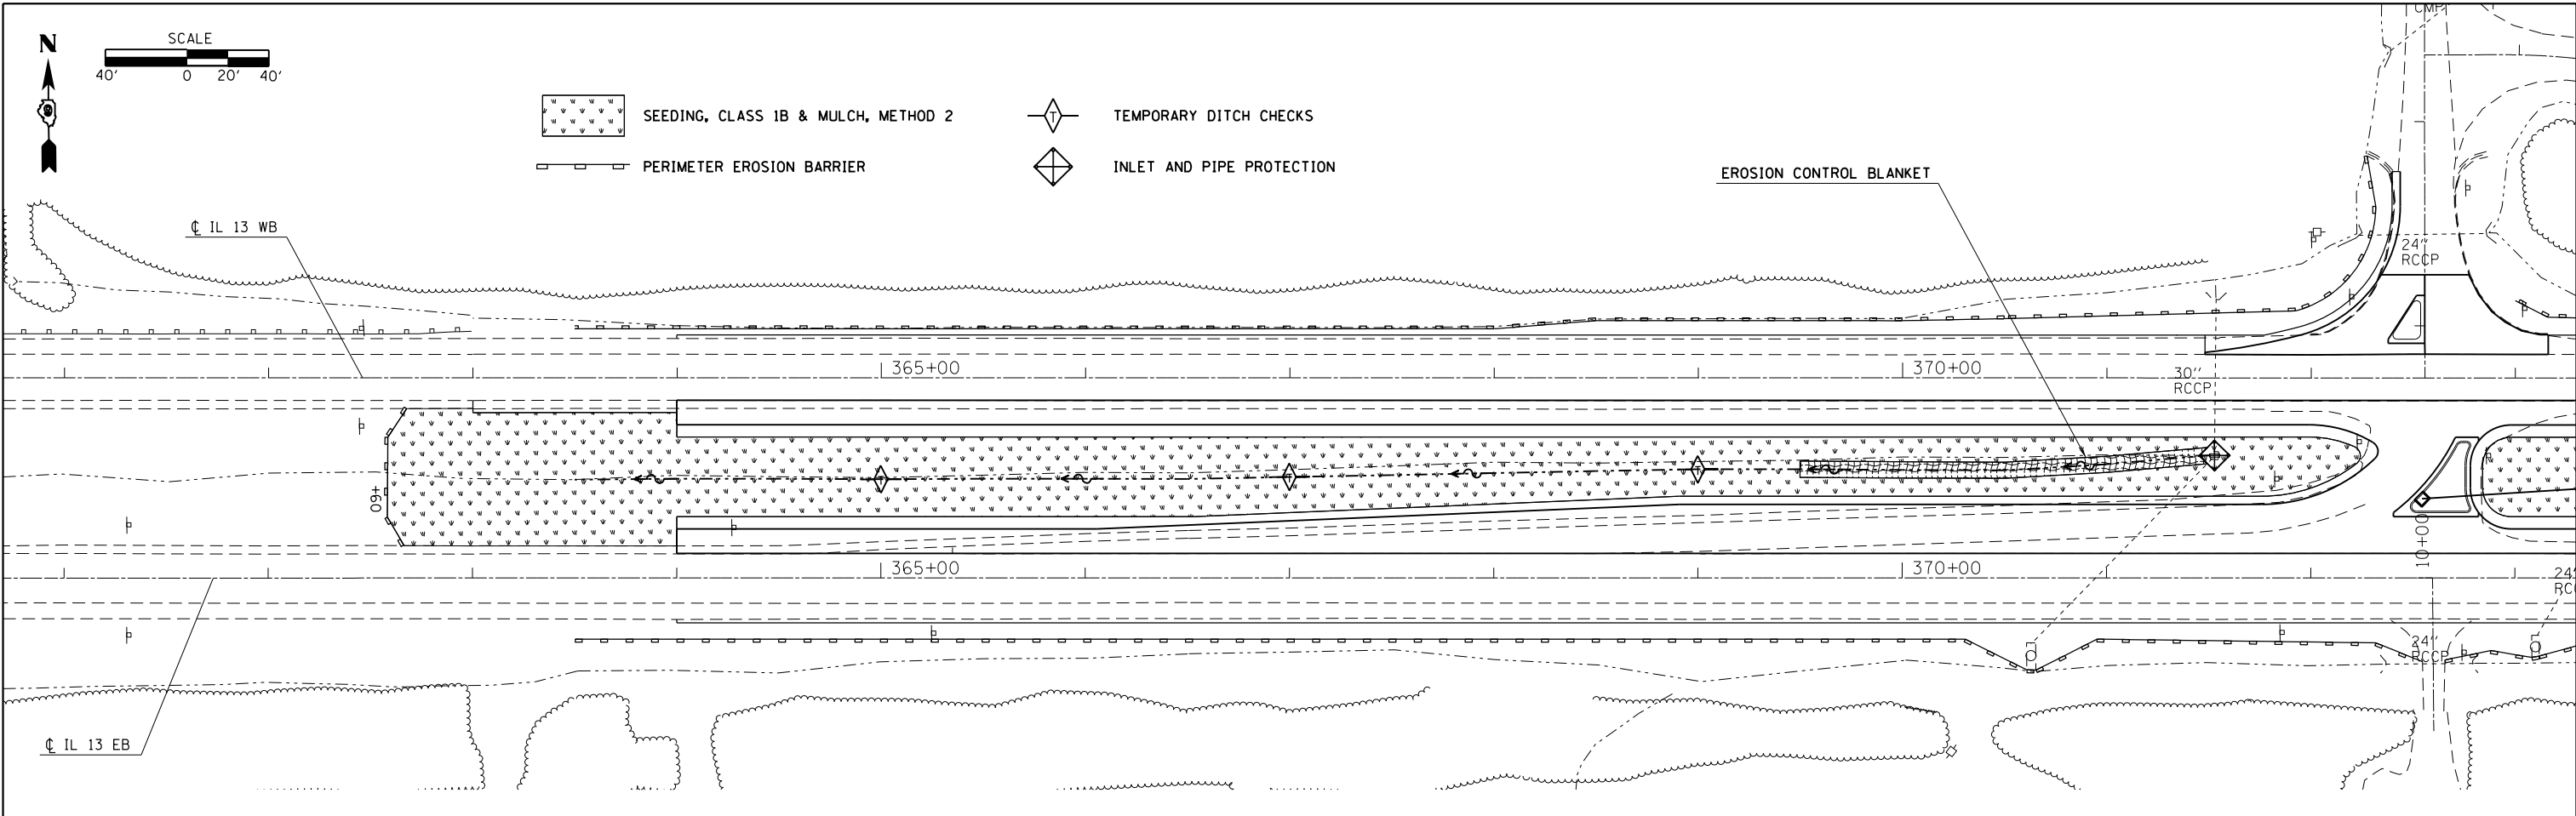 CMP
N
SCALE
40' 0 20' 40'
SEEDING, CLASS 1B & MULCH, METHOD 2
TEMPORARY DITCH CHECKS
T
PERIMETER EROSION BARRIER
INLET AND PIPE PROTECTION
EROSION CONTROL BLANKET
℄ IL 13 WB
24"
RCCP
365+00
370+00
30"
RCCP
T
T
T
+60
10+00
365+00
370+00
24"
RC
24"
RCCP
℄ IL 13 EB